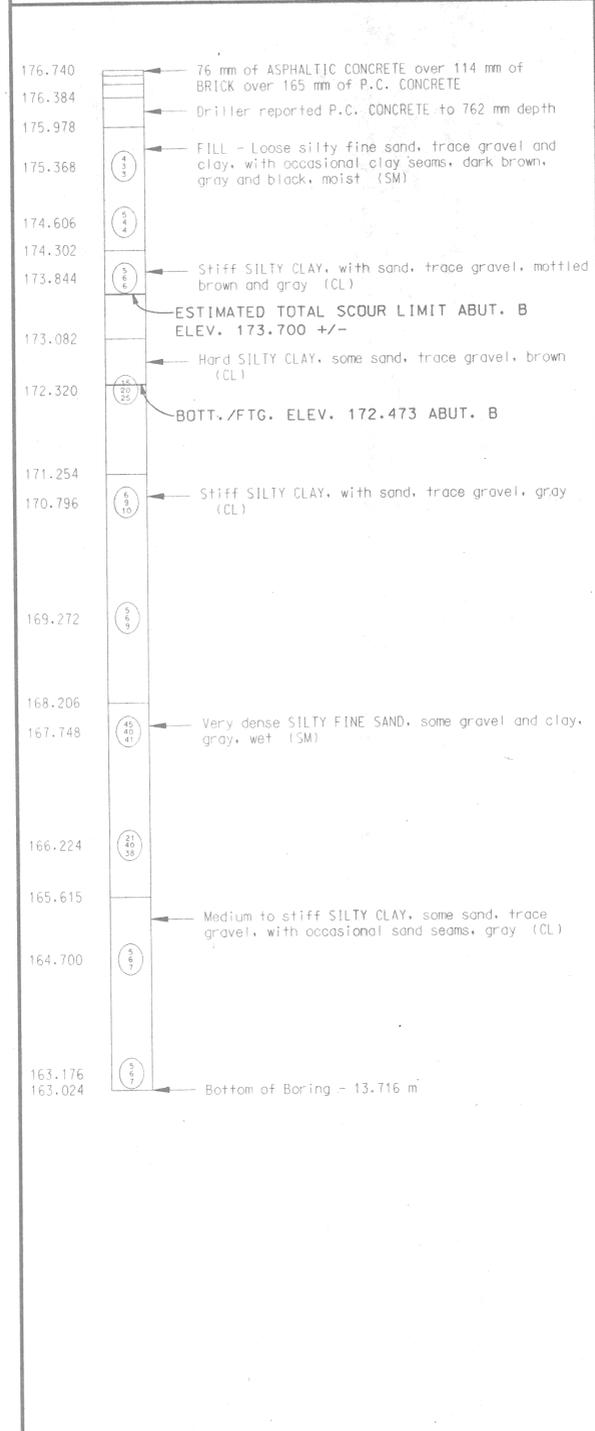 176.740
76 mm of ASPHALTIC CONCRETE over 114 mm of
BRICK over 165 mm of P.C. CONCRETE
176.384
Driller reported P.C. CONCRETE to 762 mm depth
175.978
FILL - Loose silty fine sand, trace gravel and
clay, with occasional clay seams, dark brown,
gray and black, moist (SM)
175.368
4
3
3
174.606
5
4
4
174.302
173.844
5
6
6
Stiff SILTY CLAY, with sand, trace gravel, mottled
brown and gray (CL)
ESTIMATED TOTAL SCOUR LIMIT ABUT. B
ELEV. 173.700 +/-
173.082
Hard SILTY CLAY, some sand, trace gravel, brown
(CL)
172.320
15
20
25
BOTT./FTG. ELEV. 172.473 ABUT. B
171.254
170.796
6
9
10
Stiff SILTY CLAY, with sand, trace gravel, gray
(CL)
169.272
5
6
9
168.206
167.748
45
40
41
Very dense SILTY FINE SAND, some gravel and clay,
gray, wet (SM)
166.224
21
40
38
165.615
Medium to stiff SILTY CLAY, some sand, trace
gravel, with occasional sand seams, gray (CL)
164.700
5
6
7
163.176
5
6
7
163.024
Bottom of Boring - 13.716 m